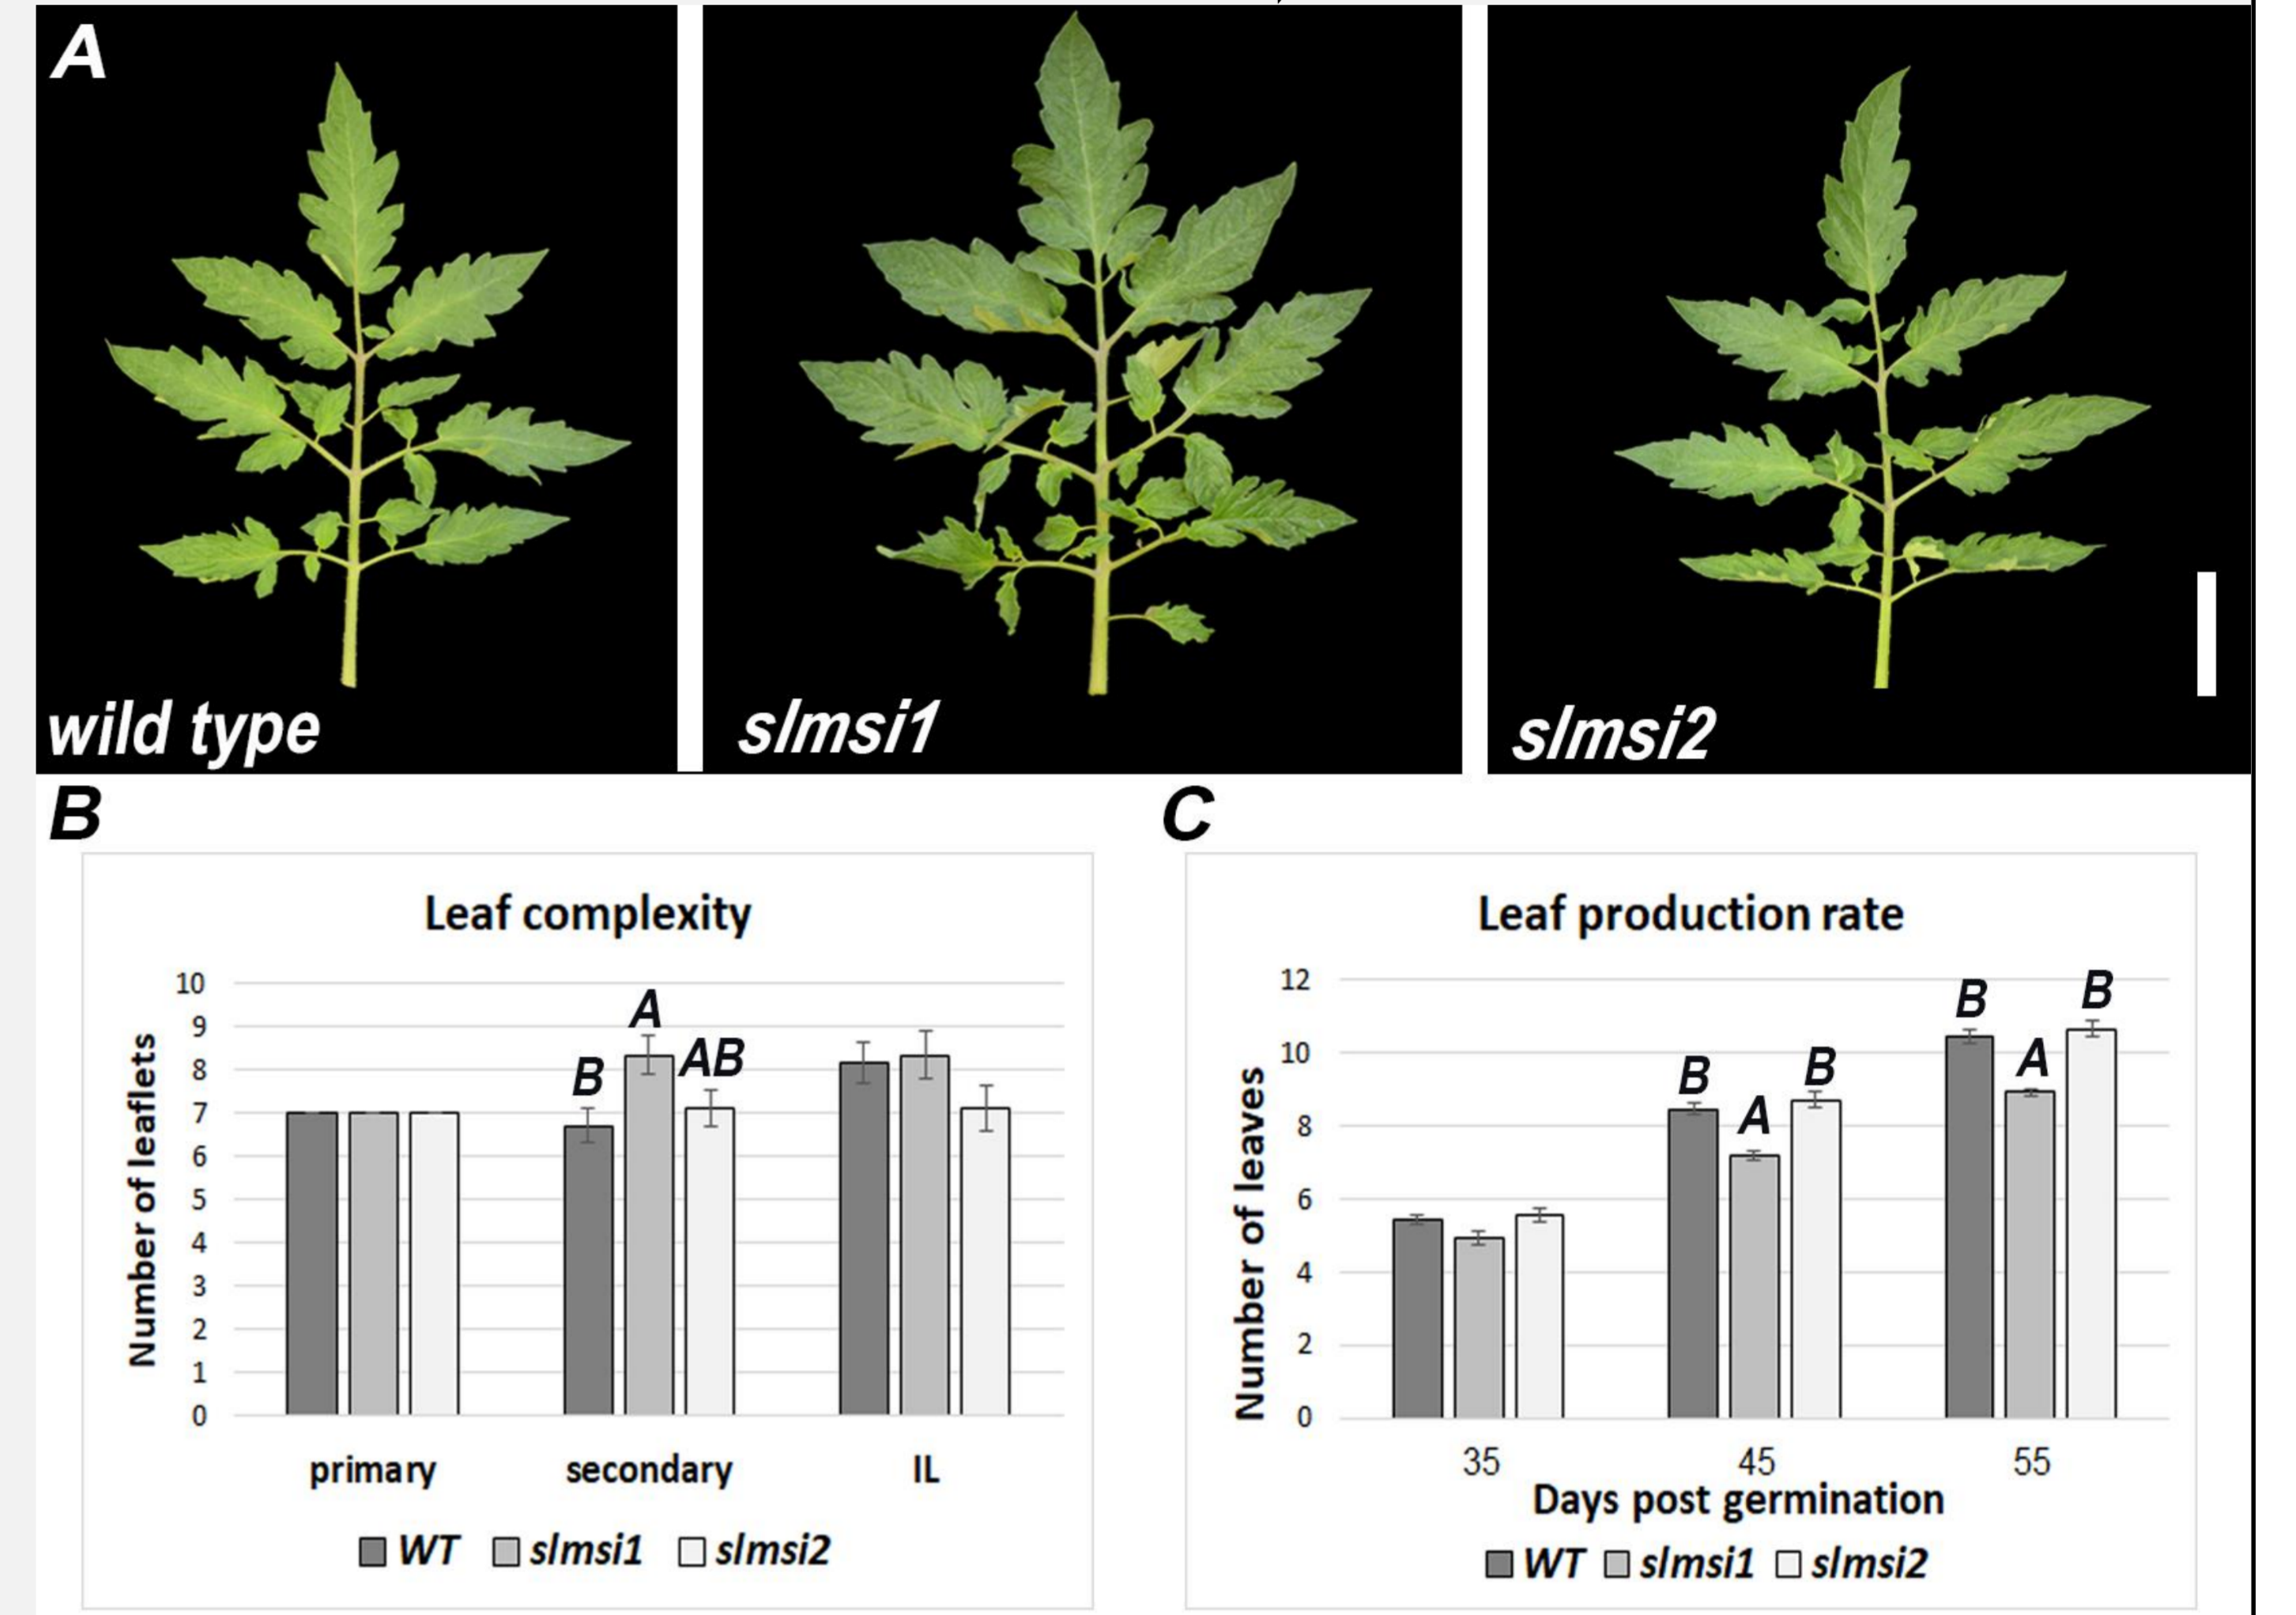 A
wild type
slmsi1
slmsi2
B
C
Leaf complexity
Number of leaflets
10
9
8
7
6
5
4
3
2
1
0
B
A
AB
primary
secondary
IL
WT
slmsi1
slmsi2
Leaf production rate
Number of leaves
12
10
8
6
4
2
0
B
A
B
B
A
B
35
45
55
Days post germination
WT
slmsi1
slmsi2